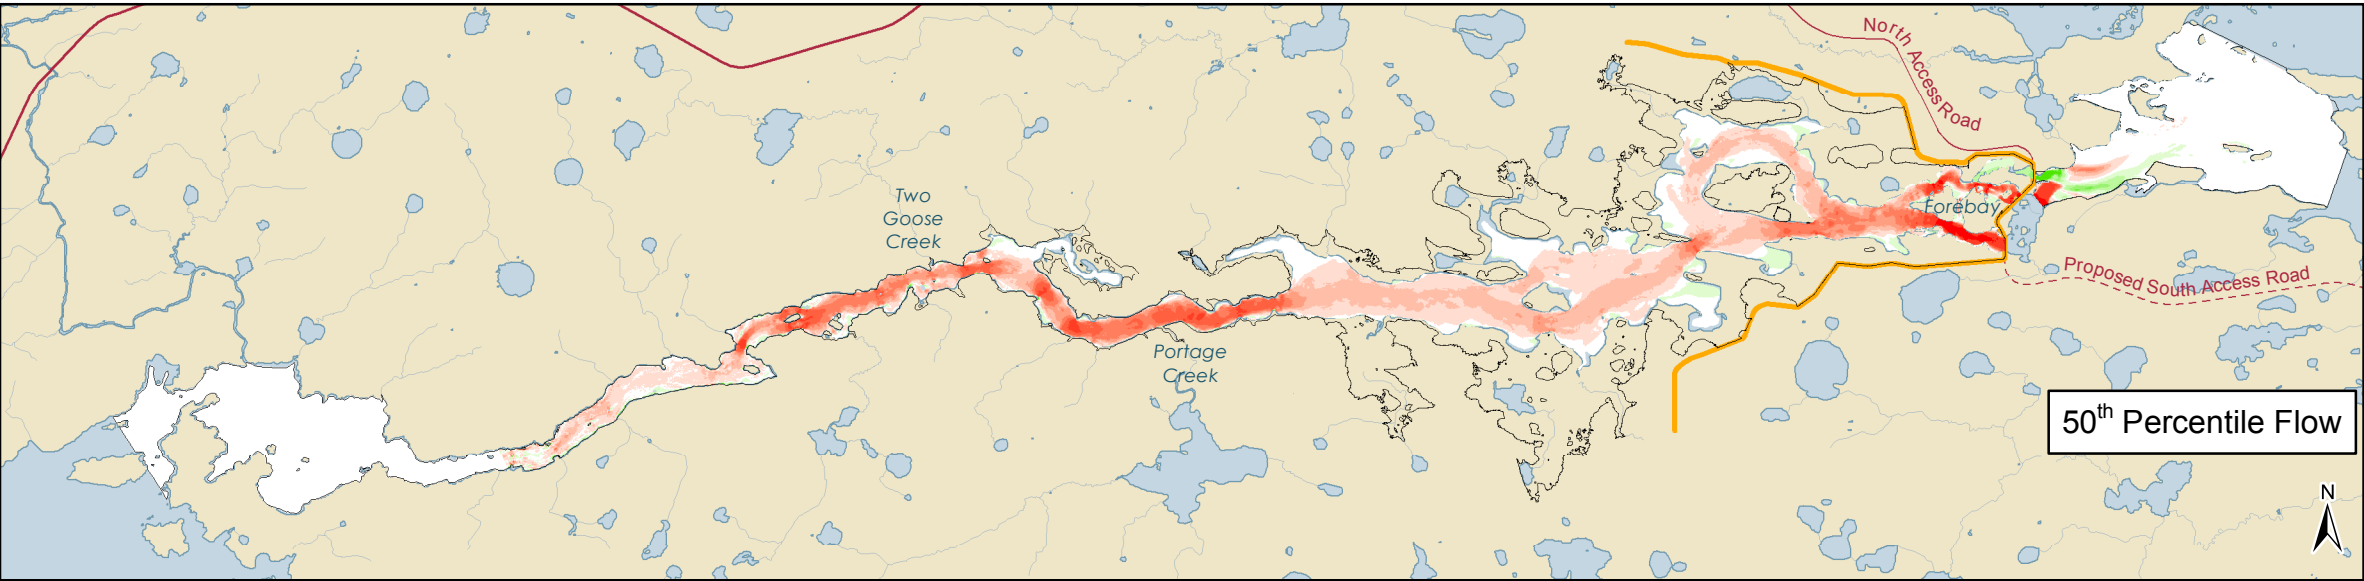 North Access Road
Two
Goose
Creek
Forebay
Proposed South Access Road
Portage
Creek
50th Percentile Flow
N